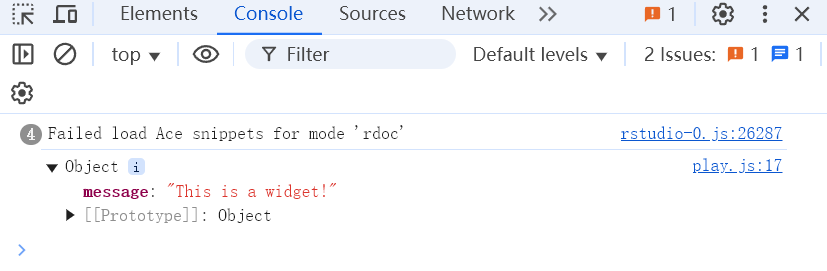 Elements Console Sources Network 1
top Filter Default levels 2 Issues: 1 1
4 Failed load Ace snippets for mode 'rdoc' rstudio-0.js:26287
Object i play.js:17
message: "This is a widget!"
[[Prototype]]: Object